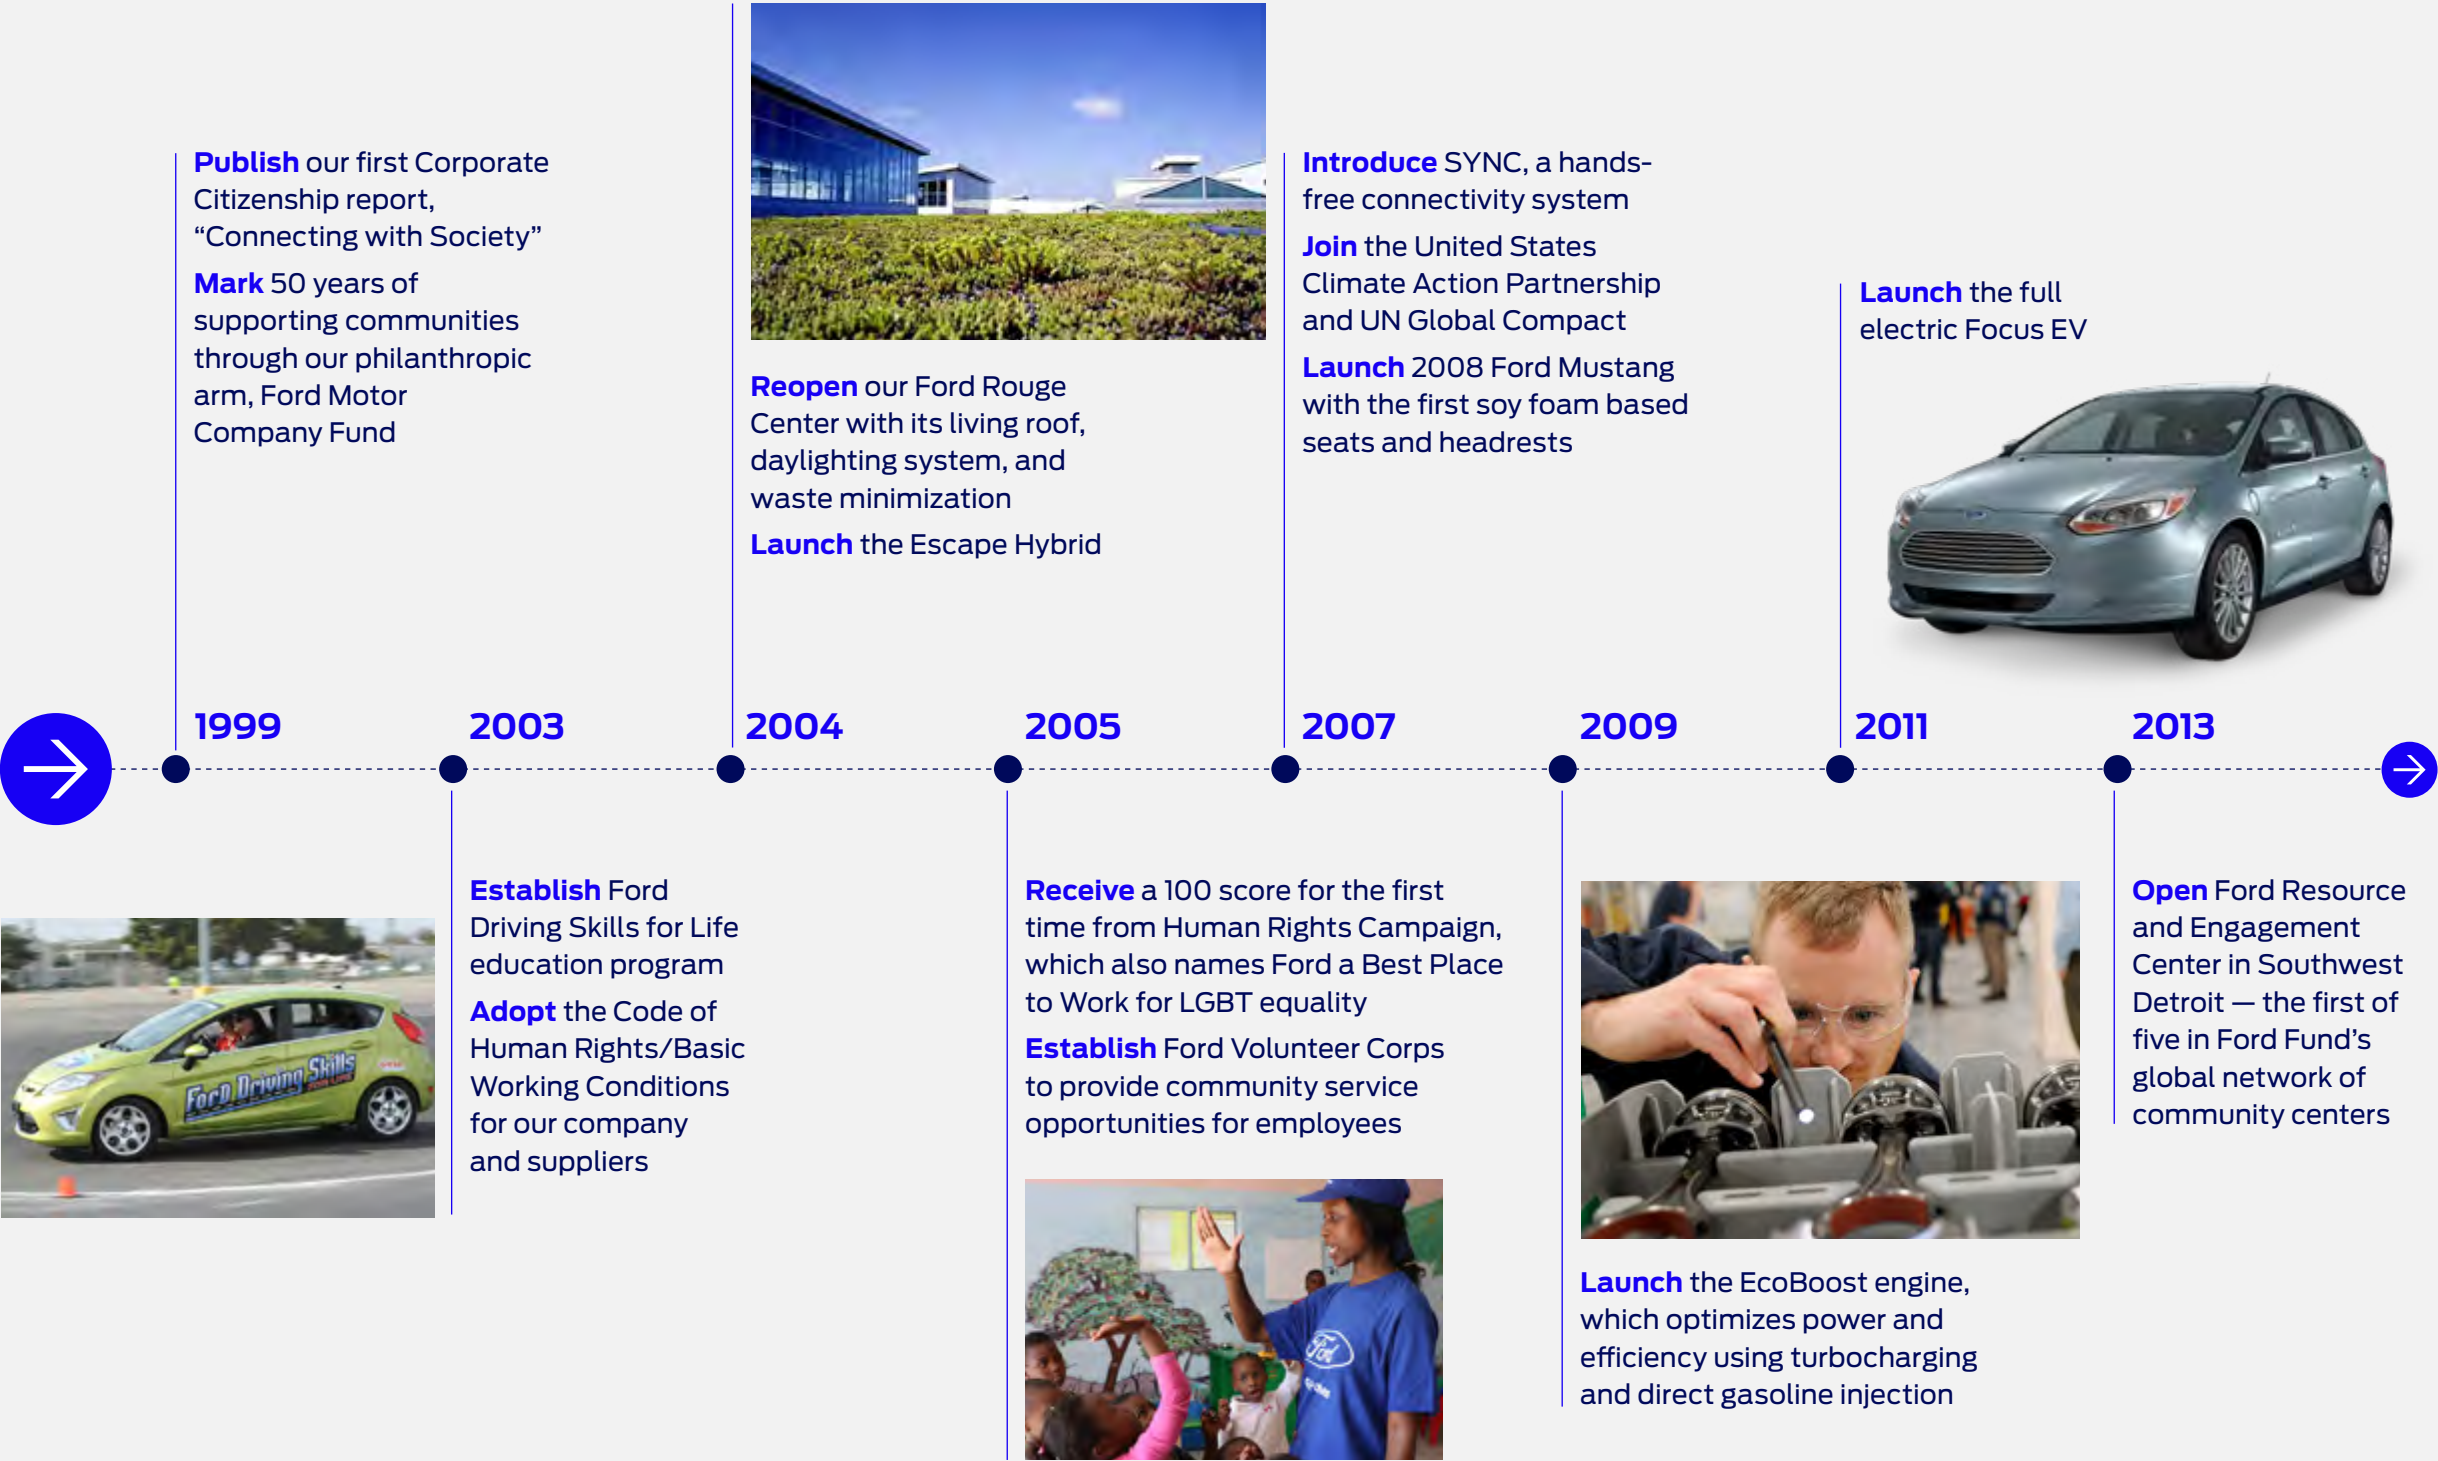 Publish our first Corporate
Citizenship report,
“Connecting with Society”
Mark 50 years of
supporting communities
through our philanthropic
arm, Ford Motor
Company Fund
Reopen our Ford Rouge
Center with its living roof,
daylighting system, and
waste minimization
Launch the Escape Hybrid
Introduce SYNC, a hands-
free connectivity system
Join the United States
Climate Action Partnership
and UN Global Compact
Launch 2008 Ford Mustang
with the first soy foam based
seats and headrests
Launch the full
electric Focus EV
1999
2003
2004
2005
2007
2009
2011
2013
Establish Ford
Driving Skills for Life
education program
Adopt the Code of
Human Rights/Basic
Working Conditions
for our company
and suppliers
Ford Driving Skills
FOR LIFE
Receive a 100 score for the first
time from Human Rights Campaign,
which also names Ford a Best Place
to Work for LGBT equality
Establish Ford Volunteer Corps
to provide community service
opportunities for employees
Ford
Launch the EcoBoost engine,
which optimizes power and
efficiency using turbocharging
and direct gasoline injection
Open Ford Resource
and Engagement
Center in Southwest
Detroit — the first of
five in Ford Fund’s
global network of
community centers